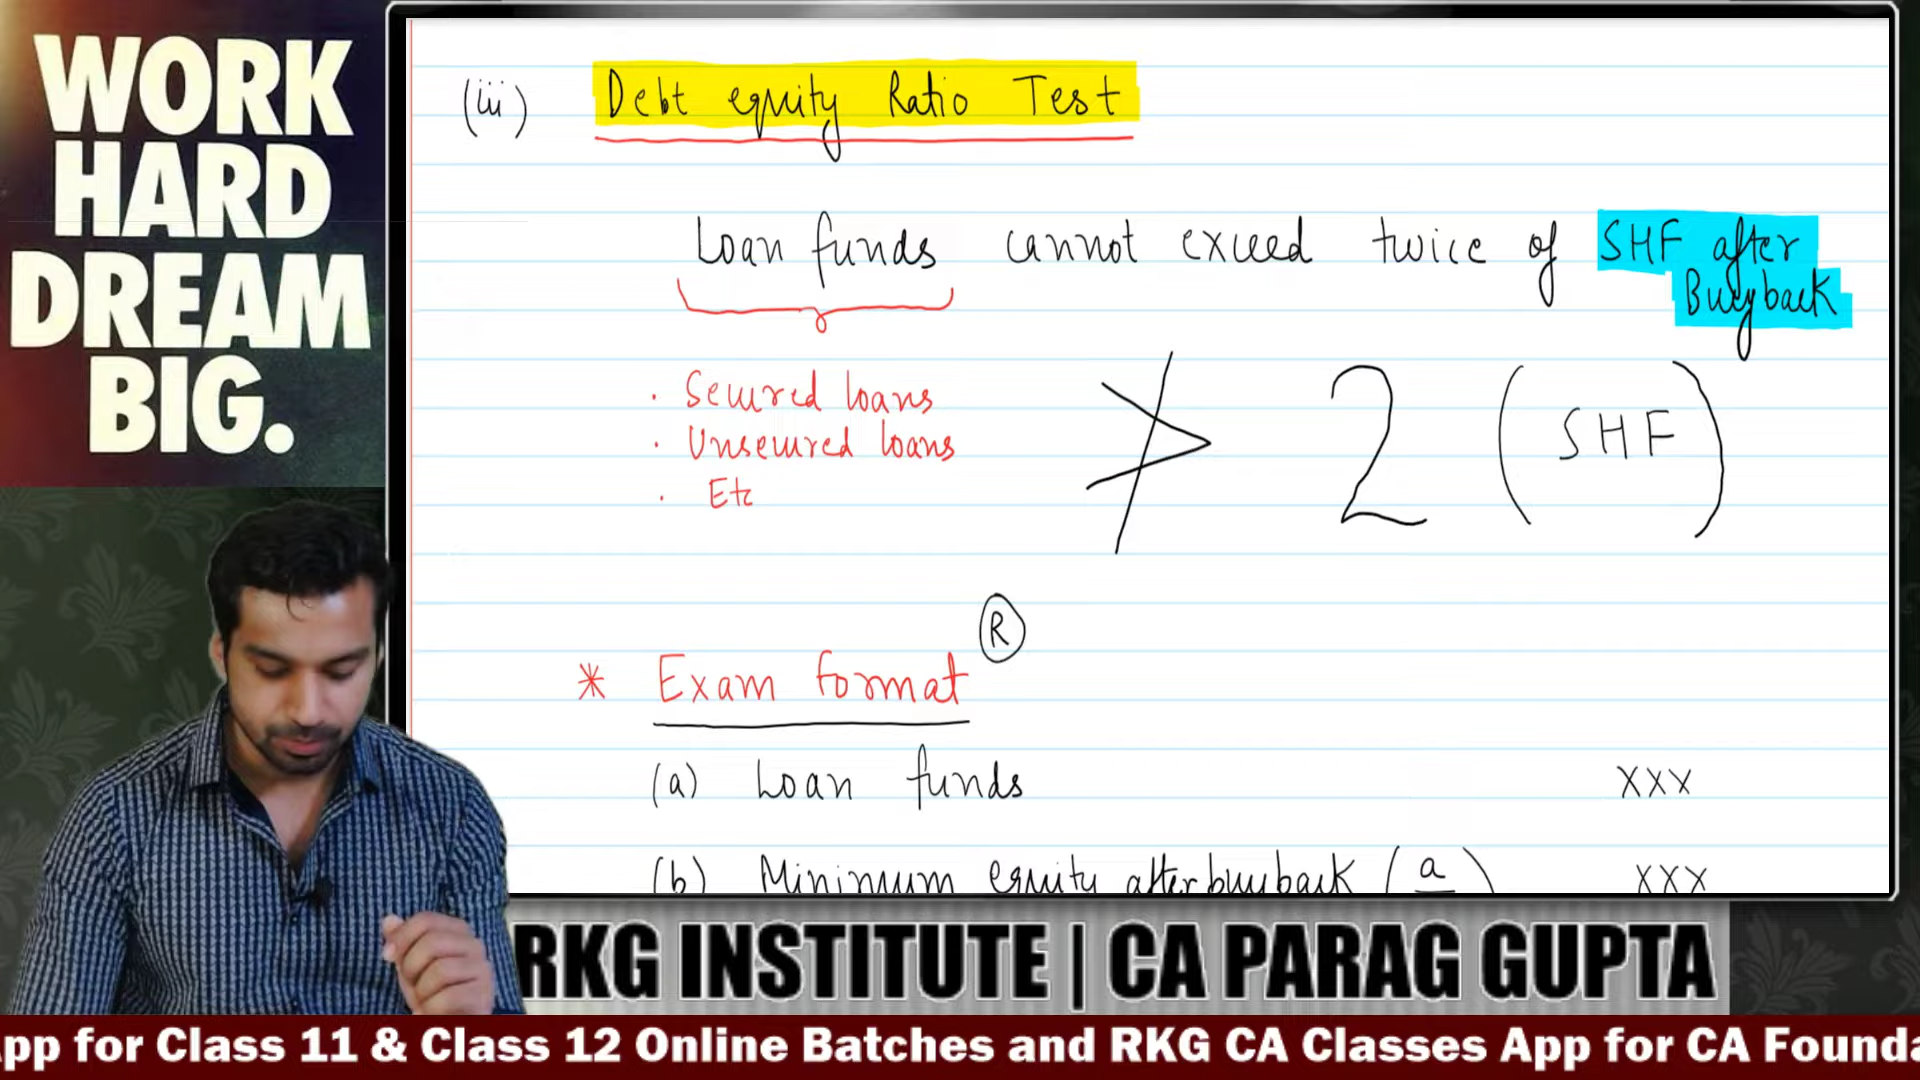 WORK
HARD
DREAM
BIG.
(iii) Debt equity Ratio Test
Loan funds cannot exceed twice of SHF after
Buyback
· Secured loans
· Unsecured loans
· Etc
≯ 2 (SHF)
R
* Exam format
(a) Loan funds xxx
(b) Mininum equity after buyback (a xxx
RKG INSTITUTE | CA PARAG GUPTA
pp for Class 11 & Class 12 Online Batches and RKG CA Classes App for CA Founda